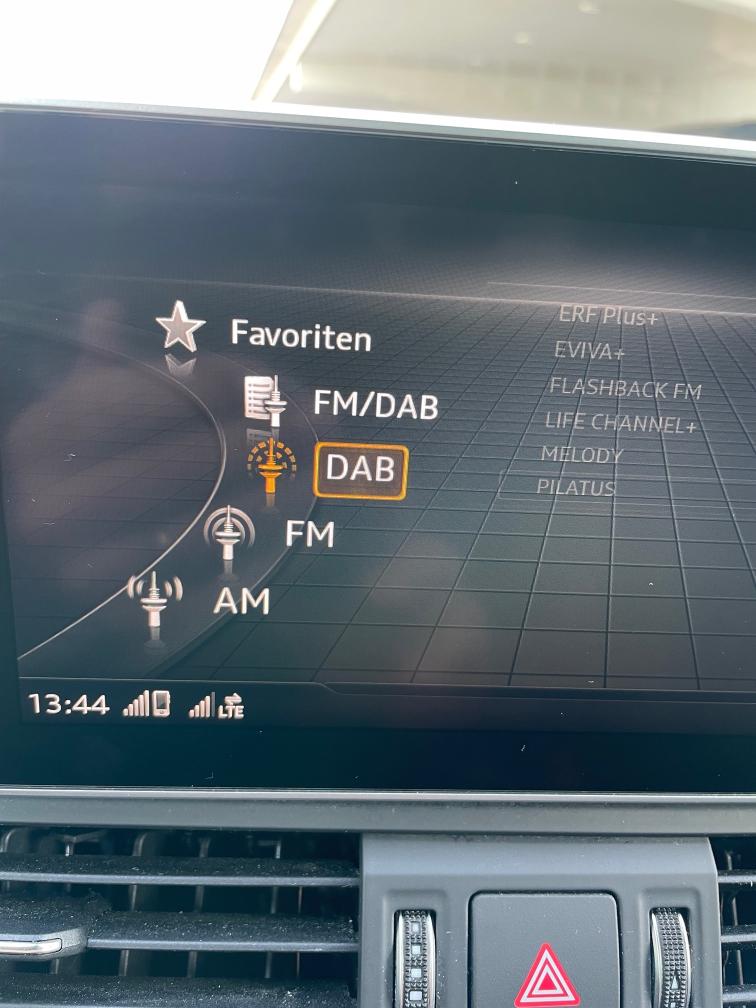 Favoriten
FM/DAB
DAB
FM
AM
ERF Plus+
EVIVA+
FLASHBACK FM
LIFE CHANNEL+
MELODY
PILATUS
13:44 LTE